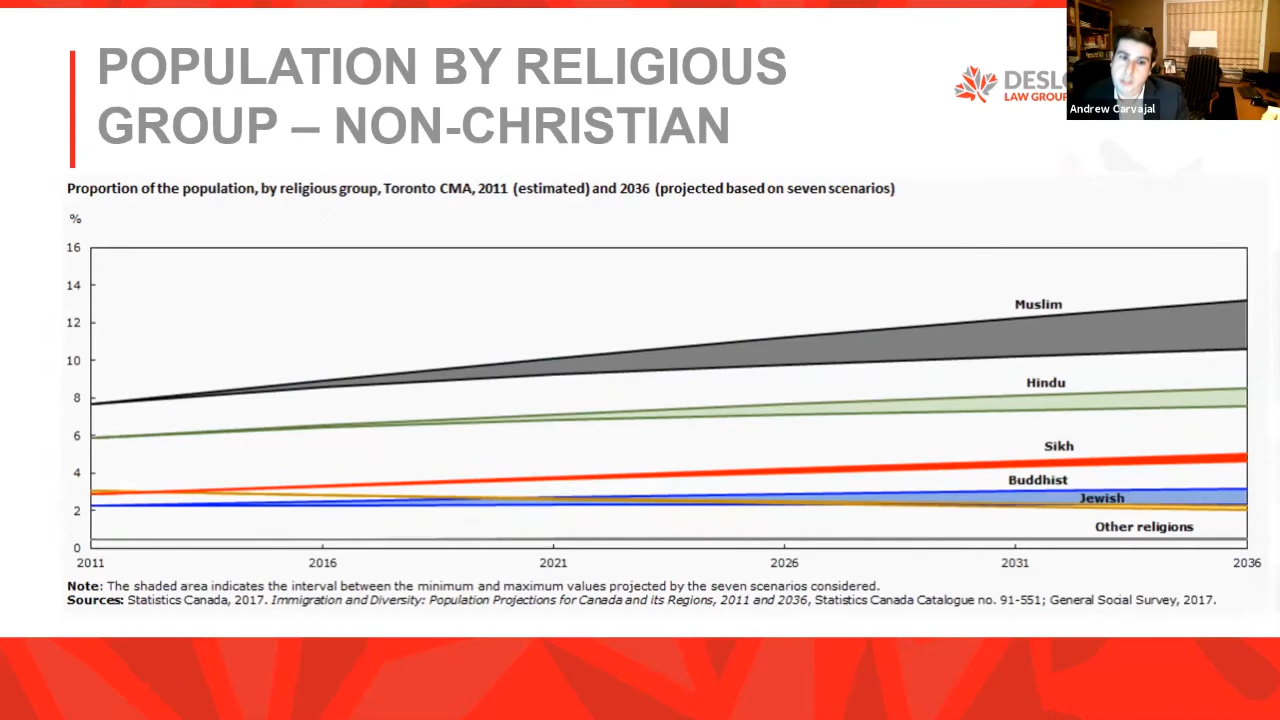 POPULATION BY RELIGIOUS
GROUP – NON-CHRISTIAN
LAW GROUP
Andrew Carvajal
Proportion of the population, by religious group, Toronto CMA, 2011 (estimated) and 2036 (projected based on seven scenarios)
%
16
14
12
10
8
6
4
2
0
Muslim
Hindu
Sikh
Buddhist
Jewish
Other religions
2011 2016 2021 2026 2031 2036
Note: The shaded area indicates the interval between the minimum and maximum values projected by the seven scenarios considered.
Sources: Statistics Canada, 2017. Immigration and Diversity: Population Projections for Canada and its Regions, 2011 and 2036, Statistics Canada Catalogue no. 91-551; General Social Survey, 2017.